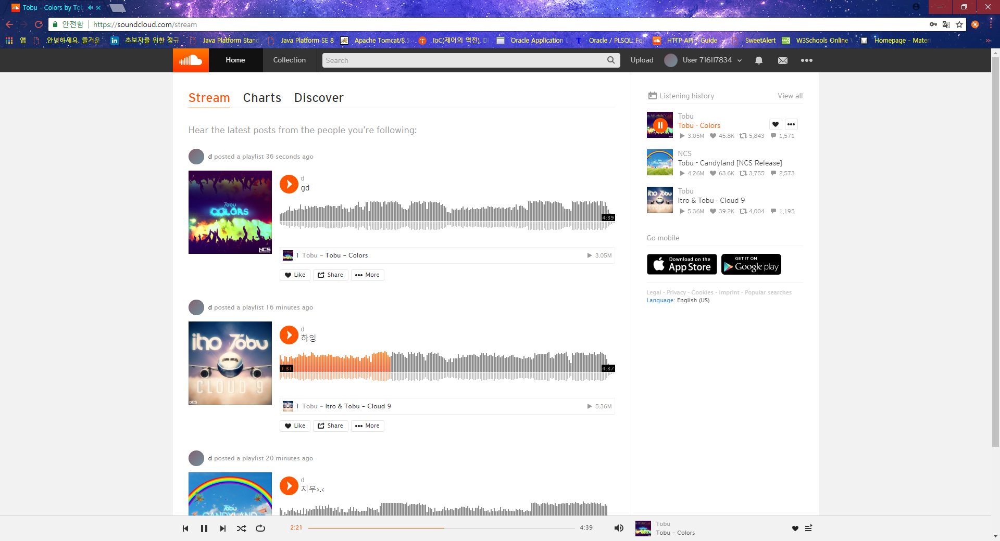 Tobu - Colors by To
안전함 https://soundcloud.com/stream
앱 안녕하세요. 즐거운 초보자를 위한 정규 Java Platform Stand Java Platform SE 8 Apache Tomcat/8.5 IoC(제어의 역전), D Oracle Application Oracle / PLSQL: HTTP API - Guide SweetAlert W3Schools Online Homepage - Mater
Home Collection Search Upload User 716117834
Stream Charts Discover
Hear the latest posts from the people you're following:
d posted a playlist 36 seconds ago
7obu
COLORS
NCS
d
gd
4:39
1 Tobu – Tobu – Colors 3.05M
Like Share More
d posted a playlist 16 minutes ago
itro 7obu
CLOUD 9
NCS
d
하잉
1:31 4:37
1 Tobu – Itro & Tobu – Cloud 9 5.36M
Like Share More
d posted a playlist 20 minutes ago
7obu
CANDYLAND
d
지우>.<
Listening history View all
Tobu
Tobu - Colors
3.05M 45.8K 5,843 1,571
NCS
Tobu - Candyland [NCS Release]
4.26M 63.6K 3,755 2,573
Tobu
Itro & Tobu - Cloud 9
5.36M 39.2K 4,004 1,195
Go mobile
Download on the
App Store
GET IT ON
Google play
Legal - Privacy - Cookies - Imprint - Popular searches
Language: English (US)
2:21 4:39
Tobu
Tobu – Colors